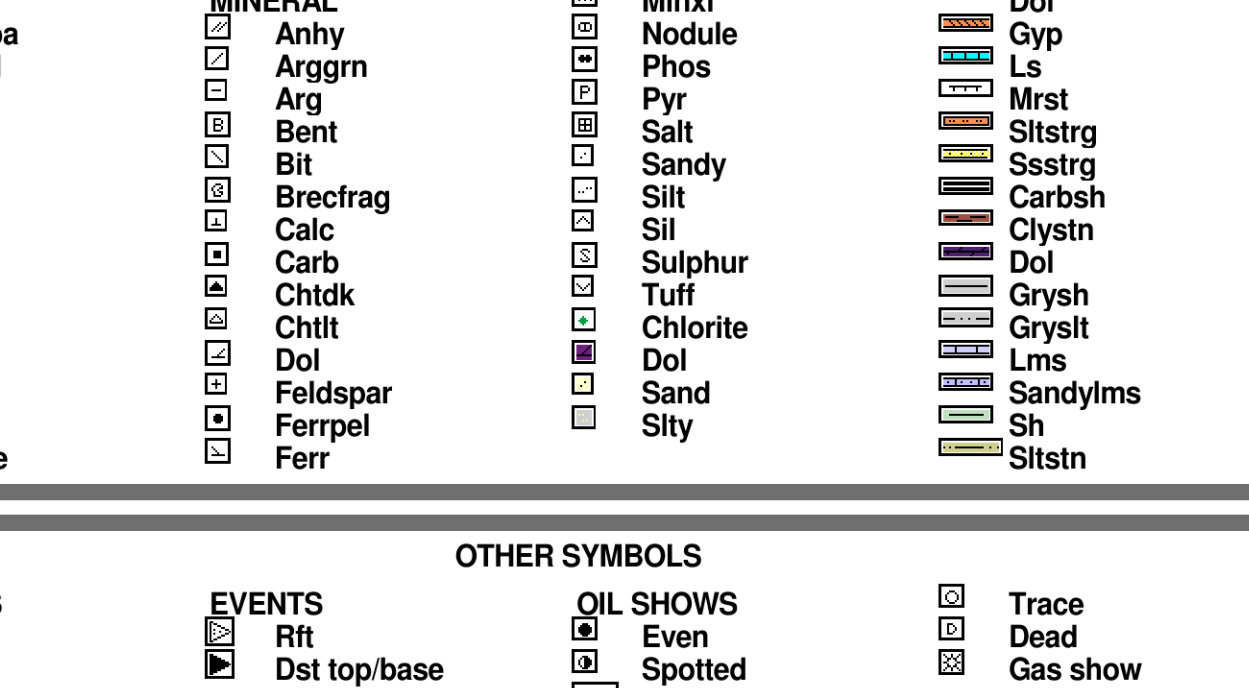 MINERAL
Anhy
Arggrn
Arg
Bent
Bit
Brecfrag
Calc
Carb
Chtdk
Chtlt
Dol
Feldspar
Ferrpel
Ferr
Minxl
Nodule
Phos
Pyr
Salt
Sandy
Silt
Sil
Sulphur
Tuff
Chlorite
Dol
Sand
Slty
Dol
Gyp
Ls
Mrst
Sltstrg
Ssstrg
Carbsh
Clystn
Dol
Grysh
Gryslt
Lms
Sandylms
Sh
Sltstn
OTHER SYMBOLS
EVENTS
Rft
Dst top/base
OIL SHOWS
Even
Spotted
Trace
Dead
Gas show